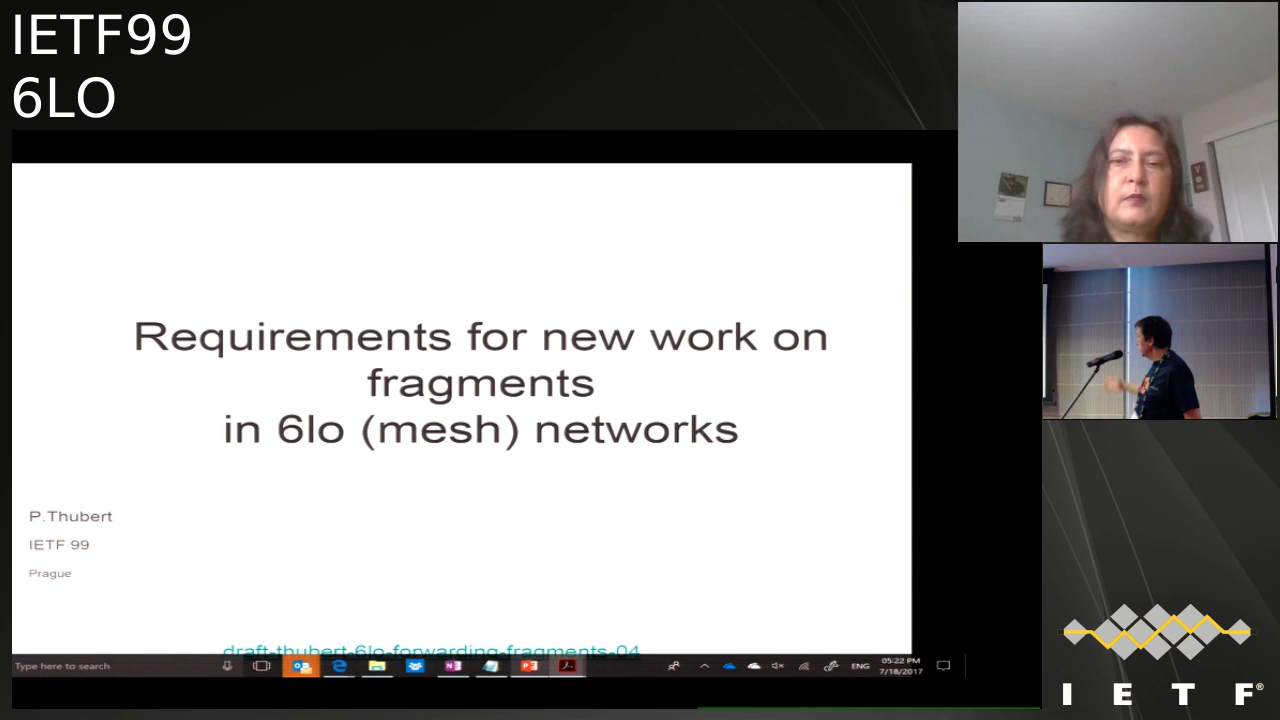 IETF99
6LO
Requirements for new work on
fragments
in 6lo (mesh) networks
P.Thubert
IETF 99
Prague
draft-thubert-6lo-forwarding-fragments-04
Type here to search
ENG
05:22 PM
7/18/2017
I E T F®